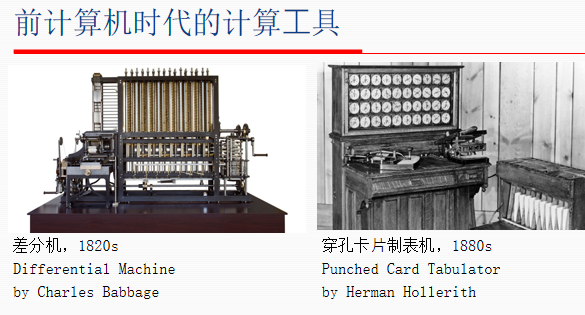 前计算机时代的计算工具
差分机，1820s
Differential Machine
by Charles Babbage
穿孔卡片制表机，1880s
Punched Card Tabulator
by Herman Hollerith